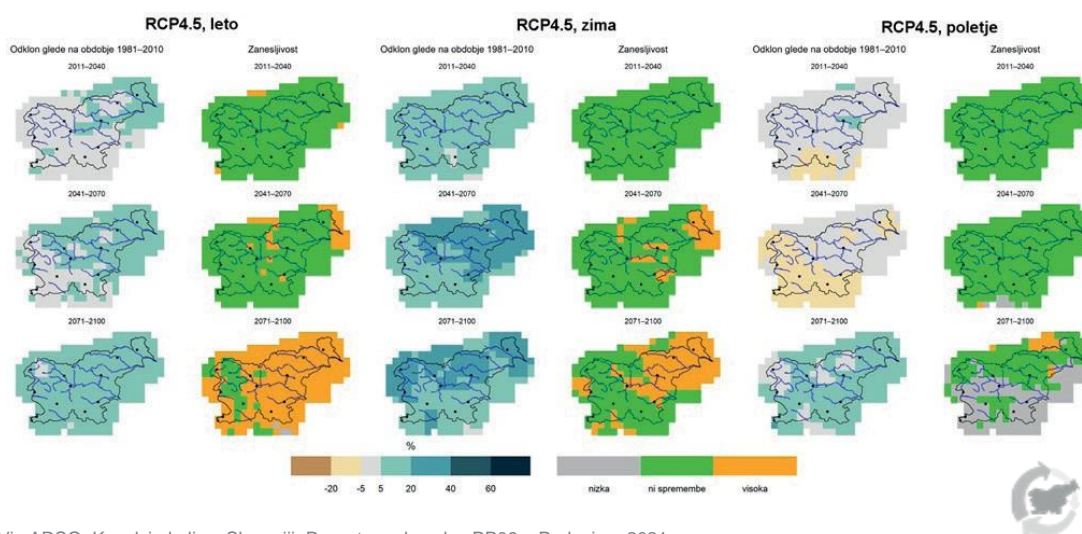 RCP4.5, leto
Odklon glede na obdobje 1981–2010
Zanesljivost
2011–2040
2011–2040
2041–2070
2041–2070
2071–2100
2071–2100
RCP4.5, zima
Odklon glede na obdobje 1981–2010
Zanesljivost
2011–2040
2011–2040
2041–2070
2041–2070
2071–2100
2071–2100
RCP4.5, poletje
Odklon glede na obdobje 1981–2010
Zanesljivost
2011–2040
2011–2040
2041–2070
2041–2070
2071–2100
2071–2100
%
-20 -5 5 20 40 60
nizka ni spremembe visoka